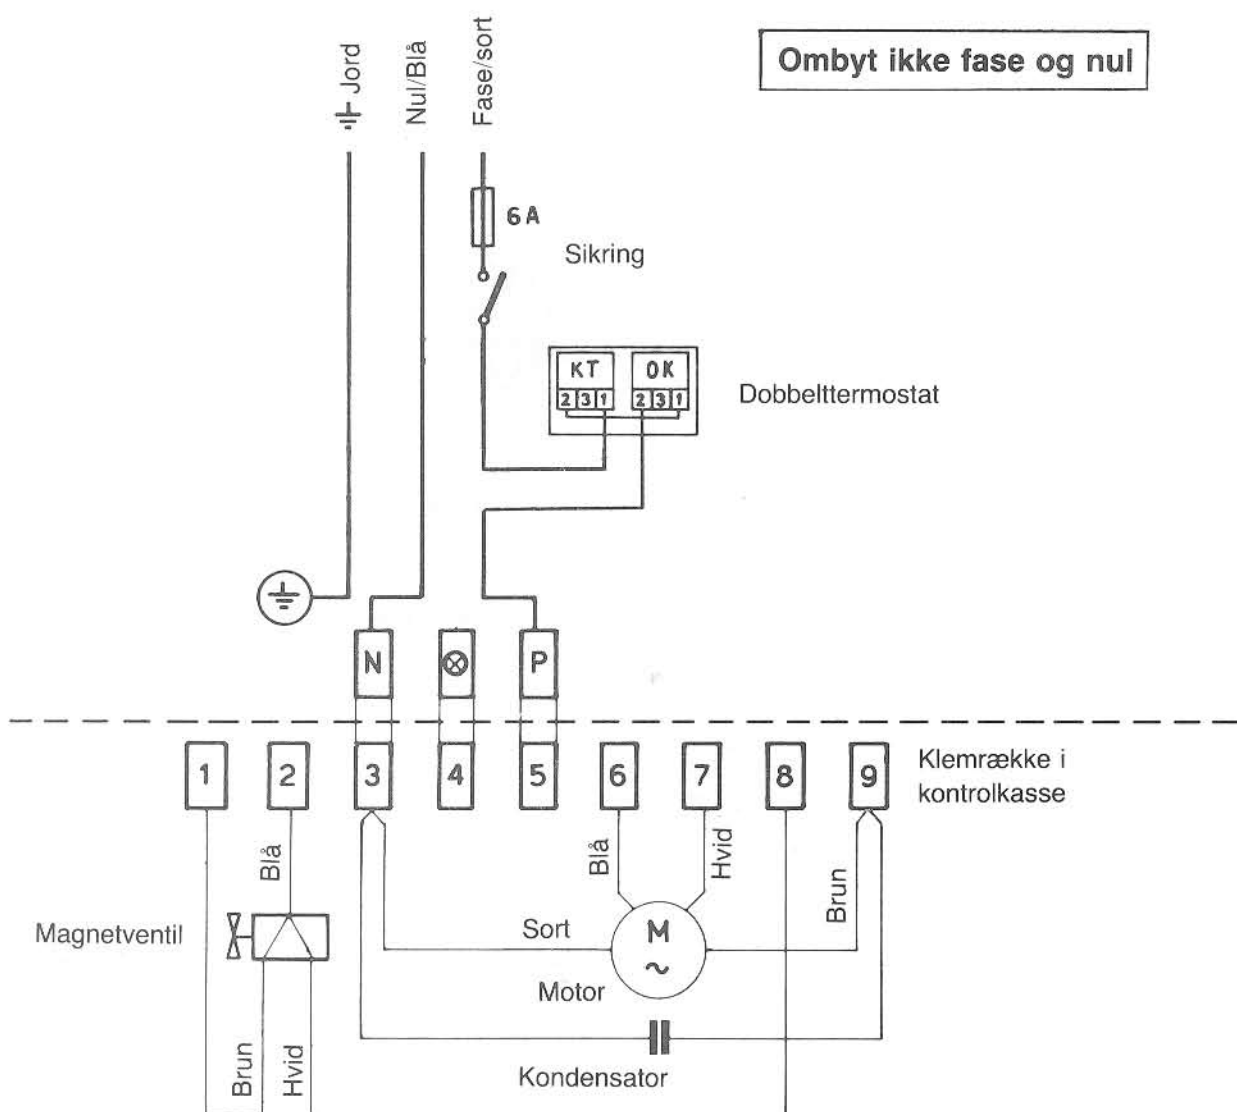 Jord
Nul/Blå
Fase/sort
Ombyt ikke fase og nul
6A
Sikring
KT
OK
2 3 1
2 3 1
Dobbelttermostat
N
P
1
2
3
4
5
6
7
8
9
Klemrække i
kontrolkasse
Blå
Blå
Hvid
Brun
Magnetventil
Sort
M
Motor
Brun
Hvid
Kondensator